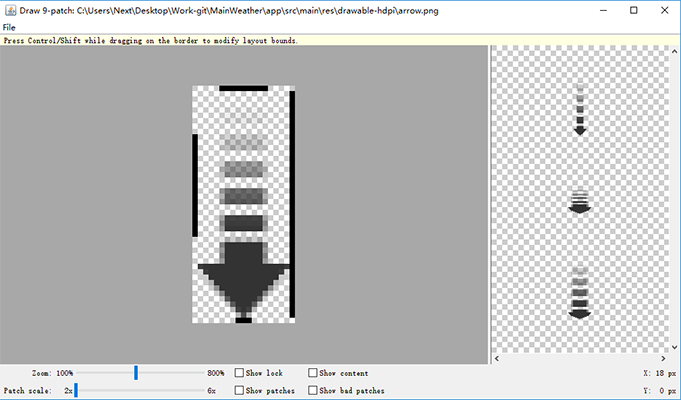 Draw 9-patch: C:\Users\Next\Desktop\Work-git\MainWeather\app\src\main\res\drawable-hdpi\arrow.png
File
Press Control/Shift while dragging on the border to modify layout bounds.
Zoom: 100% 800% Show lock Show content X: 18 px
Patch scale: 2x 6x Show patches Show bad patches Y: 0 px